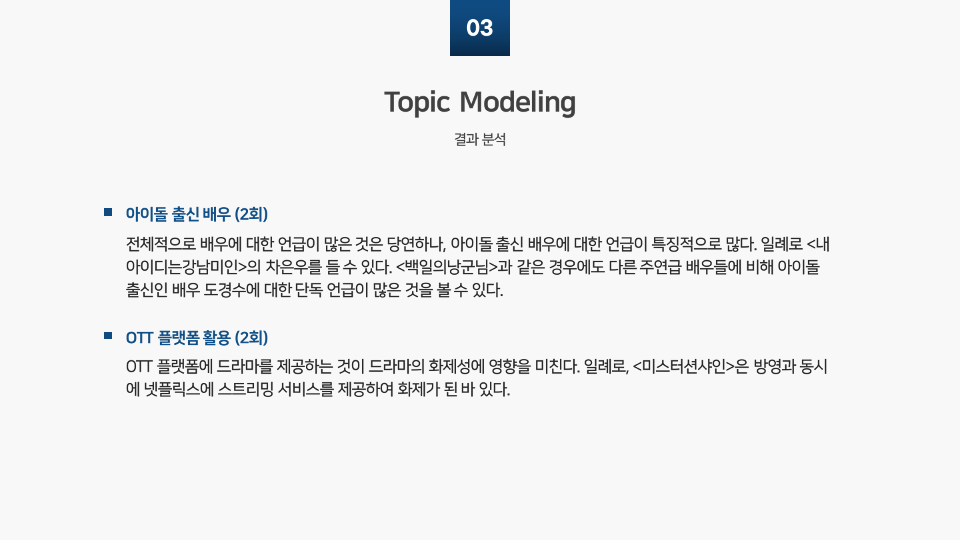 03
Topic Modeling
결과 분석
아이돌 출신 배우 (2회)
전체적으로 배우에 대한 언급이 많은 것은 당연하나, 아이돌 출신 배우에 대한 언급이 특징적으로 많다. 일례로 <내
아이디는강남미인>의 차은우를 들 수 있다. <백일의낭군님>과 같은 경우에도 다른 주연급 배우들에 비해 아이돌
출신인 배우 도경수에 대한 단독 언급이 많은 것을 볼 수 있다.
OTT 플랫폼 활용 (2회)
OTT 플랫폼에 드라마를 제공하는 것이 드라마의 화제성에 영향을 미친다. 일례로, <미스터션샤인>은 방영과 동시
에 넷플릭스에 스트리밍 서비스를 제공하여 화제가 된 바 있다.